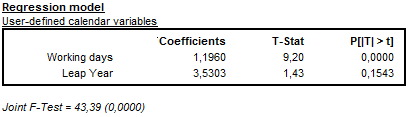 Regression model
User-defined calendar variables
Coefficients T-Stat P[|T| > t]
Working days 1,1960 9,20 0,0000
Leap Year 3,5303 1,43 0,1543
Joint F-Test = 43,39 (0,0000)